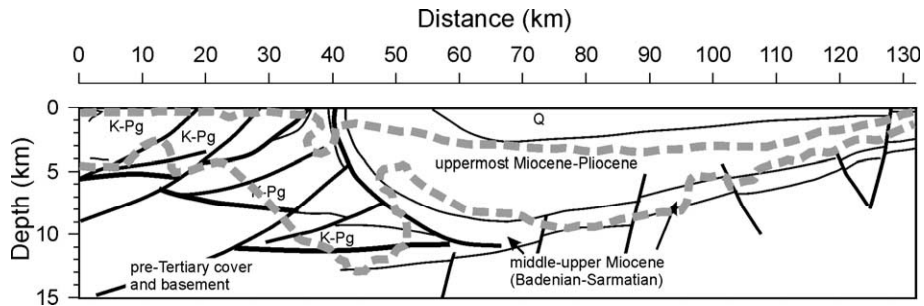 Distance (km)
0 10 20 30 40 50 60 70 80 90 100 110 120 130
Depth (km)
0
5
10
15
K-Pg
K-Pg
K-Pg
K-Pg
Q
uppermost Miocene-Pliocene
middle-upper Miocene
(Badenian-Sarmatian)
pre-Tertiary cover
and basement